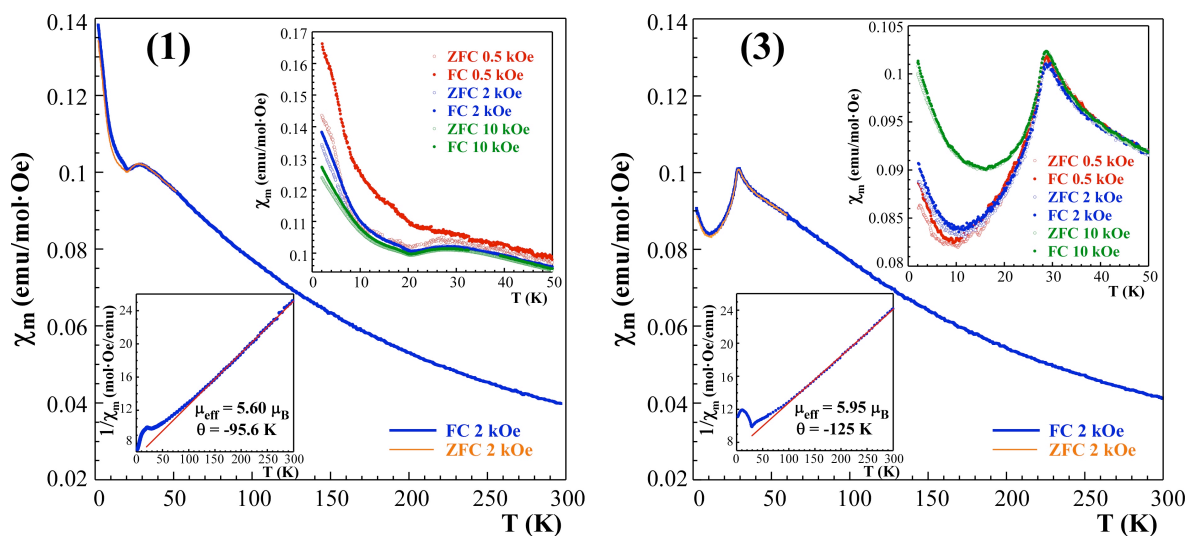 (1)
χm (emu/mol·Oe)
0.14
0.12
0.1
0.08
0.06
0.04
0.02
0
50
100
150
200
250
300
T (K)
FC 2 kOe
ZFC 2 kOe
χm (emu/mol·Oe)
0.17
0.16
0.15
0.14
0.13
0.12
0.11
0.1
0
10
20
30
40
50
T (K)
ZFC 0.5 kOe
FC 0.5 kOe
ZFC 2 kOe
FC 2 kOe
ZFC 10 kOe
FC 10 kOe
1/χm (mol·Oe/emu)
24
20
16
12
8
0 50 100 150 200 250 300
T (K)
μeff = 5.60 μB
θ = -95.6 K
(3)
χm (emu/mol·Oe)
0.14
0.12
0.1
0.08
0.06
0.04
0.02
0
50
100
150
200
250
300
T (K)
FC 2 kOe
ZFC 2 kOe
χm (emu/mol·Oe)
0.105
0.1
0.095
0.09
0.085
0.08
0
10
20
30
40
50
T (K)
ZFC 0.5 kOe
FC 0.5 kOe
ZFC 2 kOe
FC 2 kOe
ZFC 10 kOe
FC 10 kOe
1/χm (mol·Oe/emu)
24
20
16
12
8
0 50 100 150 200 250 300
T (K)
μeff = 5.95 μB
θ = -125 K